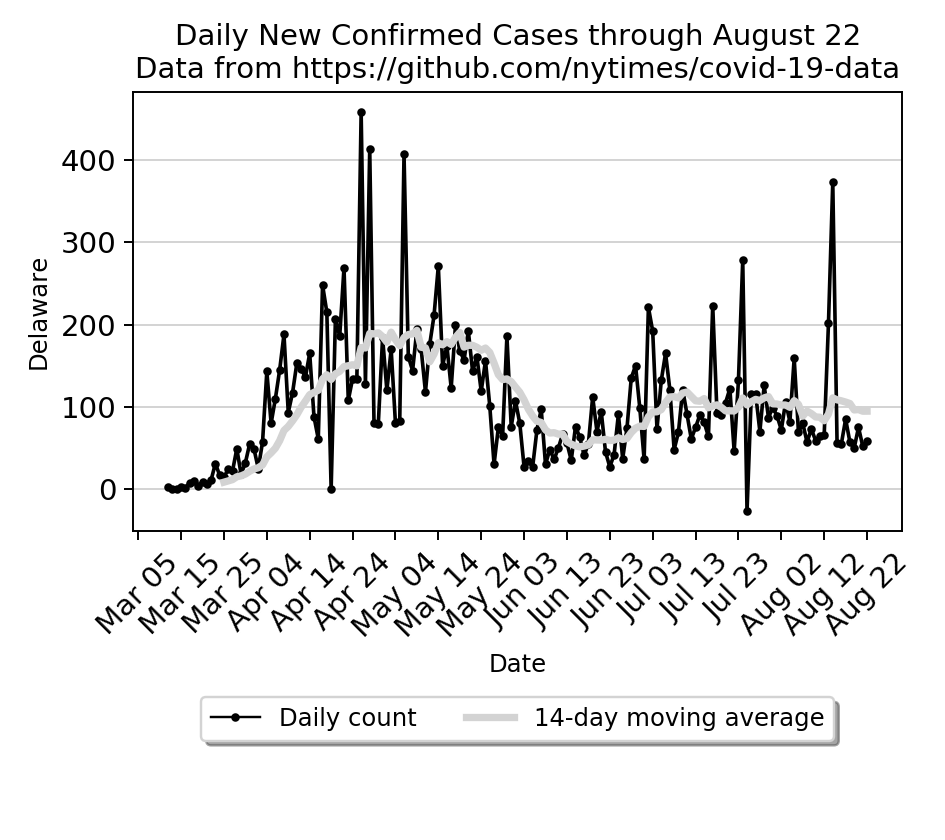 Daily New Confirmed Cases through August 22
Data from https://github.com/nytimes/covid-19-data
400
300
200
100
0
Delaware
Mar 05
Mar 15
Mar 25
Apr 04
Apr 14
Apr 24
May 04
May 14
May 24
Jun 03
Jun 13
Jun 23
Jul 03
Jul 13
Jul 23
Aug 02
Aug 12
Aug 22
Date
Daily count
14-day moving average